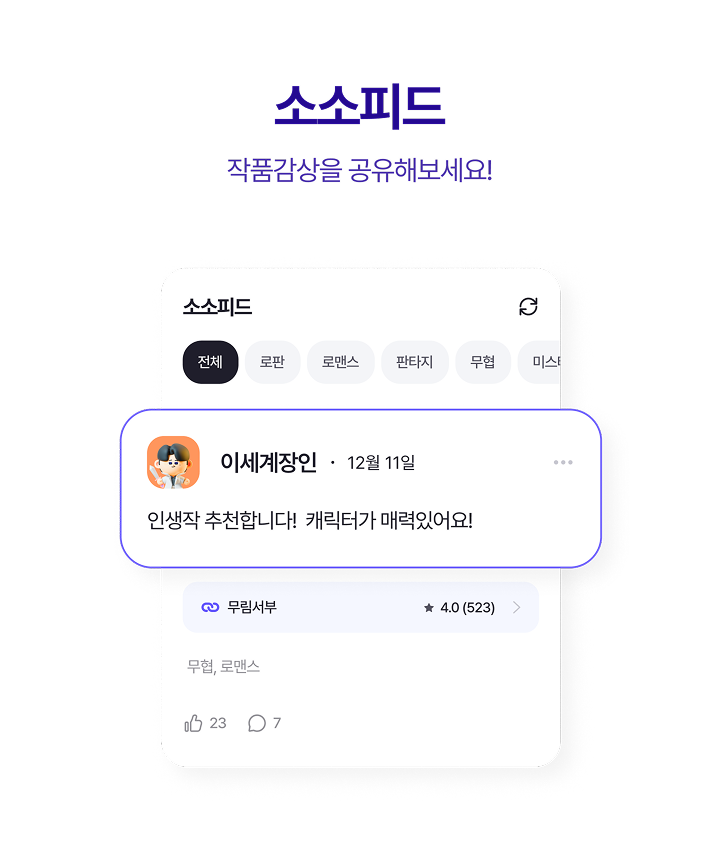 소소피드
작품감상을 공유해보세요!
소소피드
전체 로판 로맨스 판타지 무협
이세계장인 · 12월 11일
인생작 추천합니다! 캐릭터가 매력있어요!
무림서부 4.0 (523)
무협, 로맨스
23 7